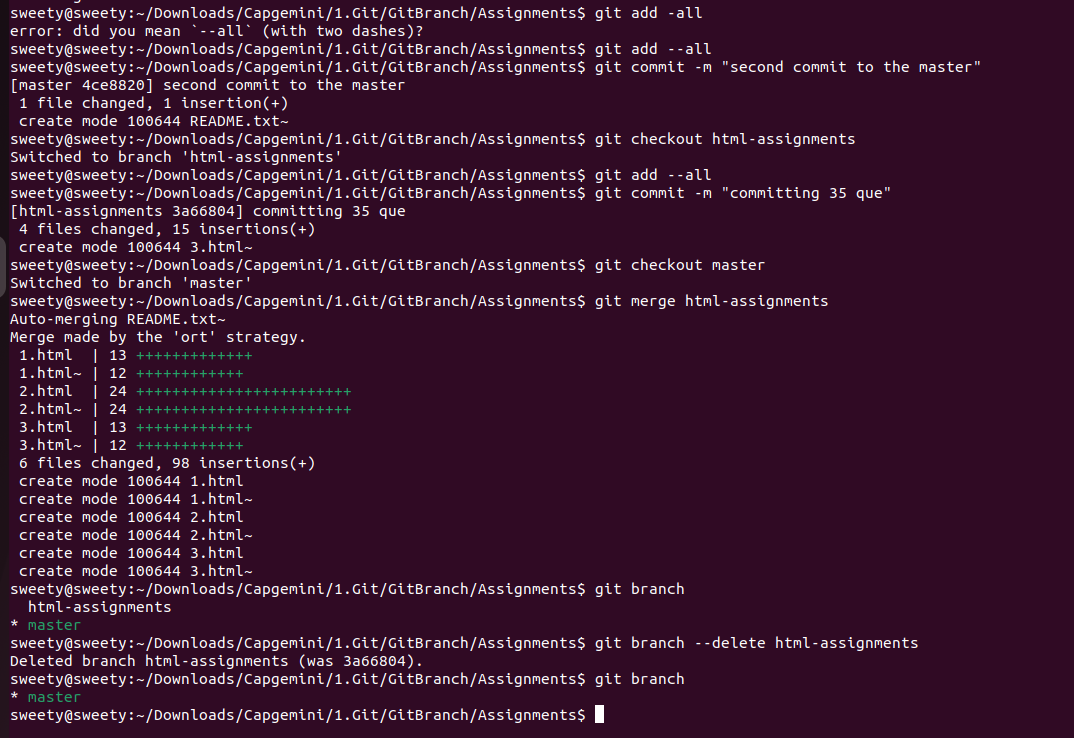 sweety@sweety:~/Downloads/Capgemini/1.Git/GitBranch/Assignments$ git add -all
error: did you mean `--all` (with two dashes)?
sweety@sweety:~/Downloads/Capgemini/1.Git/GitBranch/Assignments$ git add --all
sweety@sweety:~/Downloads/Capgemini/1.Git/GitBranch/Assignments$ git commit -m "second commit to the master"
[master 4ce8820] second commit to the master
 1 file changed, 1 insertion(+)
 create mode 100644 README.txt~
sweety@sweety:~/Downloads/Capgemini/1.Git/GitBranch/Assignments$ git checkout html-assignments
Switched to branch 'html-assignments'
sweety@sweety:~/Downloads/Capgemini/1.Git/GitBranch/Assignments$ git add --all
sweety@sweety:~/Downloads/Capgemini/1.Git/GitBranch/Assignments$ git commit -m "committing 35 que"
[html-assignments 3a66804] committing 35 que
 4 files changed, 15 insertions(+)
 create mode 100644 3.html~
sweety@sweety:~/Downloads/Capgemini/1.Git/GitBranch/Assignments$ git checkout master
Switched to branch 'master'
sweety@sweety:~/Downloads/Capgemini/1.Git/GitBranch/Assignments$ git merge html-assignments
Auto-merging README.txt~
Merge made by the 'ort' strategy.
 1.html  | 13 +++++++++++++
 1.html~ | 12 ++++++++++++
 2.html  | 24 ++++++++++++++++++++++++
 2.html~ | 24 ++++++++++++++++++++++++
 3.html  | 13 +++++++++++++
 3.html~ | 12 ++++++++++++
 6 files changed, 98 insertions(+)
 create mode 100644 1.html
 create mode 100644 1.html~
 create mode 100644 2.html
 create mode 100644 2.html~
 create mode 100644 3.html
 create mode 100644 3.html~
sweety@sweety:~/Downloads/Capgemini/1.Git/GitBranch/Assignments$ git branch
  html-assignments
* master
sweety@sweety:~/Downloads/Capgemini/1.Git/GitBranch/Assignments$ git branch --delete html-assignments
Deleted branch html-assignments (was 3a66804).
sweety@sweety:~/Downloads/Capgemini/1.Git/GitBranch/Assignments$ git branch
* master
sweety@sweety:~/Downloads/Capgemini/1.Git/GitBranch/Assignments$